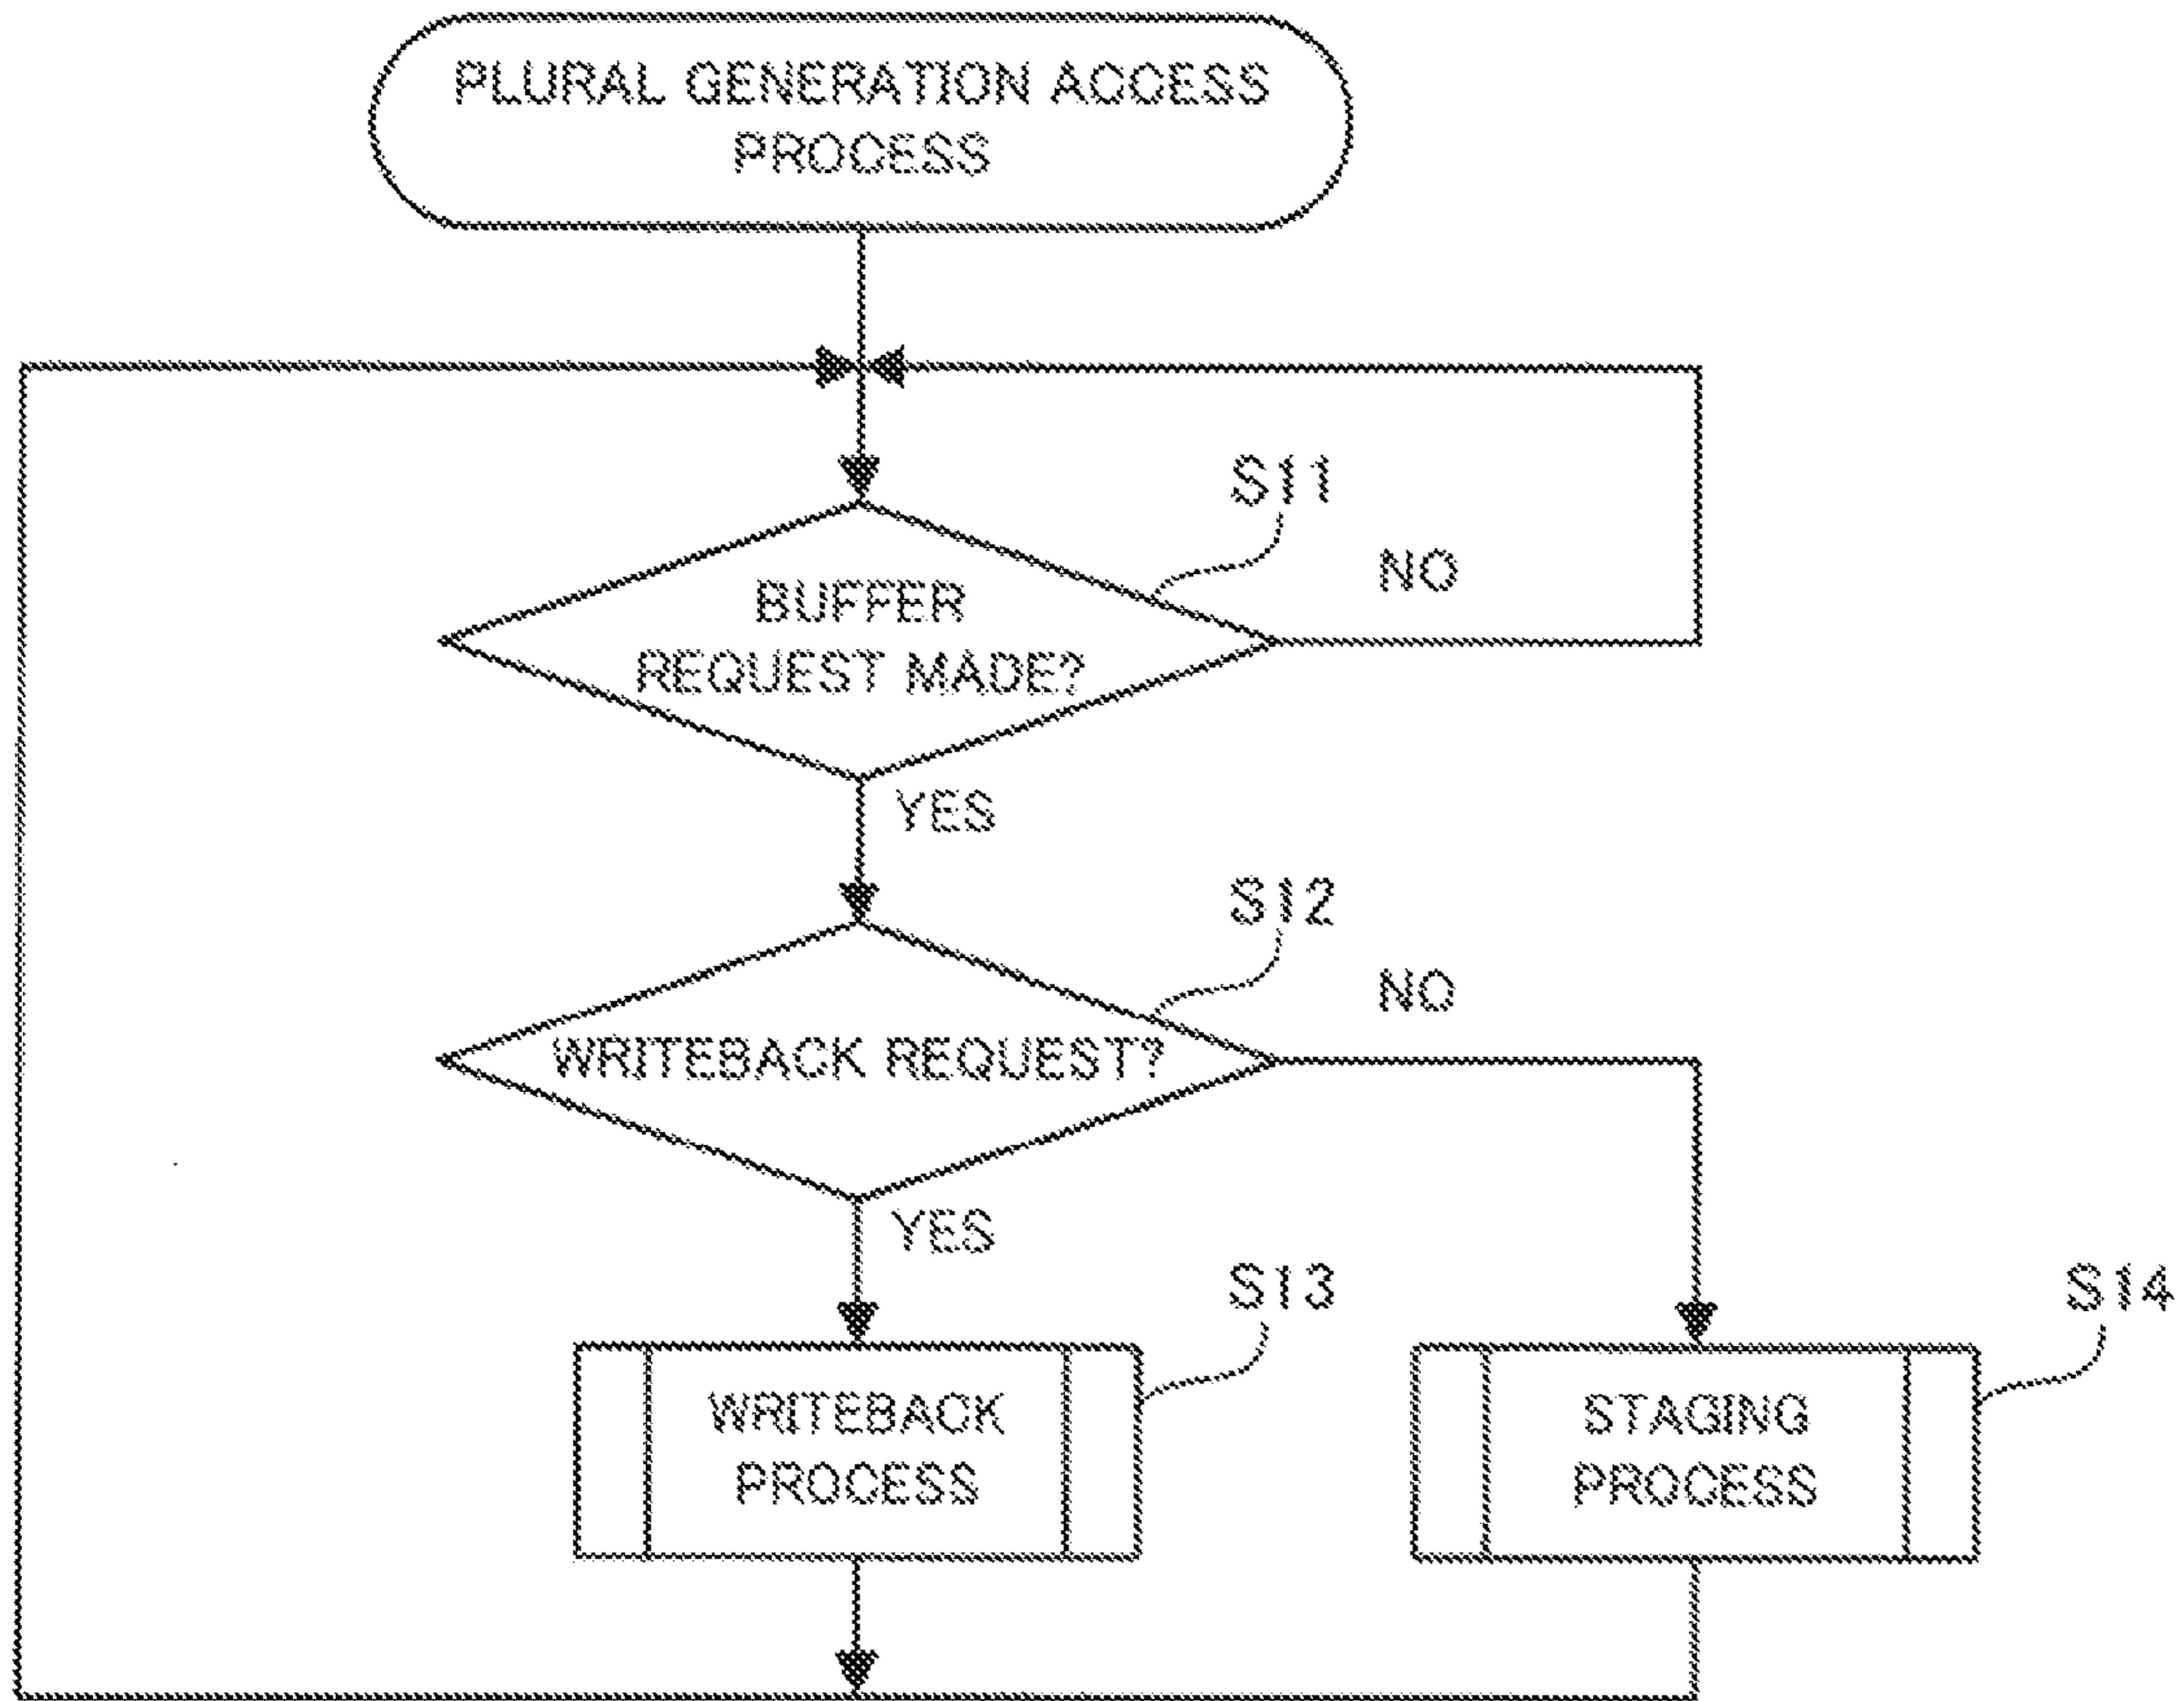 PLURAL GENERATION ACCESS
PROCESS
S11
NO
BUFFER
REQUEST MADE?
YES
S12
NO
WRITEBACK REQUEST?
YES
S13
S14
WRITEBACK
PROCESS
STAGING
PROCESS